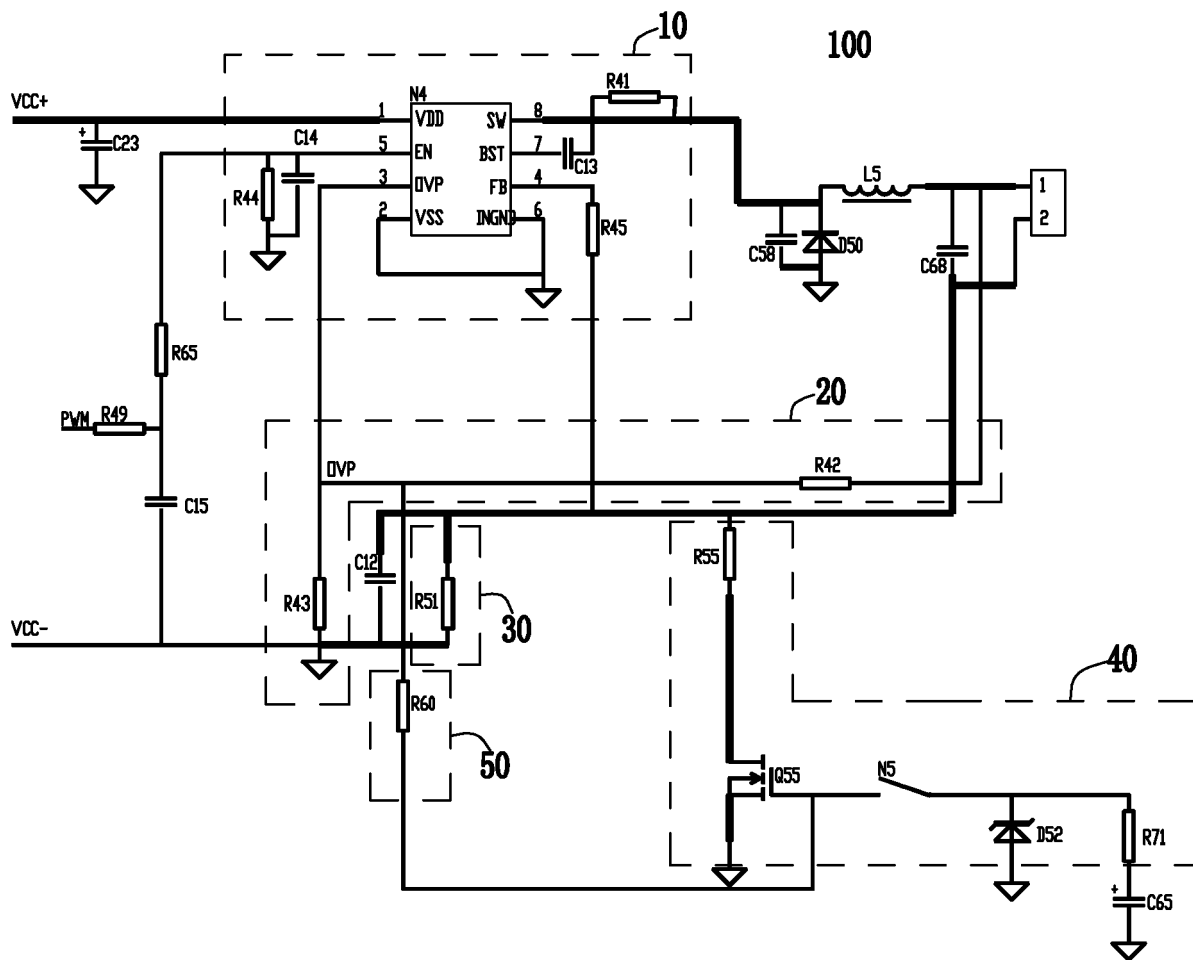 10
100
R41
VCC+
N4
1 VDD SW 8
C23
C14
5 EN BST 7
C13
3 OVP FB 4
L5
1
R44
2 VSS INGND 6
R45
2
C58
D50
C68
R65
20
PWM
R49
OVP
R42
C15
C12
R55
R43
R51
30
VCC-
40
R60
50
Q55
N5
D52
R71
C65